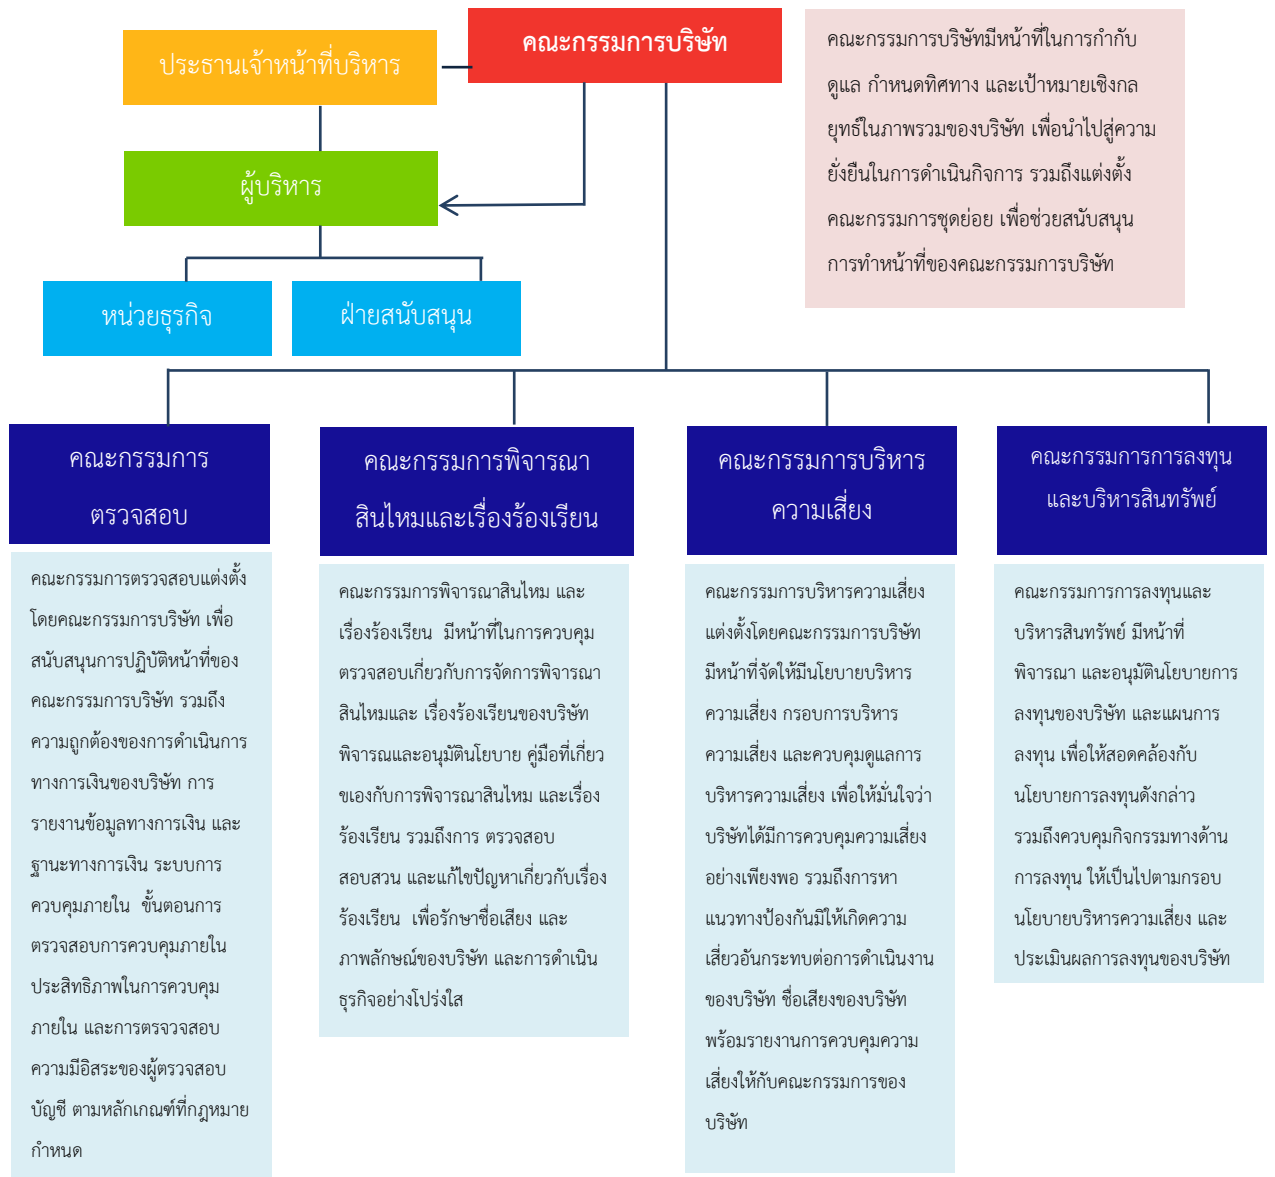 คณะกรรมการบริษัท
ประธานเจ้าหน้าที่บริหาร
ผู้บริหาร
หน่วยธุรกิจ
ฝ่ายสนับสนุน
คณะกรรมการบริษัทมีหน้าที่ในการกำกับ
ดูแล กำหนดทิศทาง และเป้าหมายเชิงกล
ยุทธ์ในภาพรวมของบริษัท เพื่อนำไปสู่ความ
ยั่งยืนในการดำเนินกิจการ รวมถึงแต่งตั้ง
คณะกรรมการชุดย่อย เพื่อช่วยสนับสนุน
การทำหน้าที่ของคณะกรรมการบริษัท
คณะกรรมการ
ตรวจสอบ
คณะกรรมการตรวจสอบแต่งตั้ง
โดยคณะกรรมการบริษัท เพื่อ
สนับสนุนการปฏิบัติหน้าที่ของ
คณะกรรมการบริษัท รวมถึง
ความถูกต้องของการดำเนินการ
ทางการเงินของบริษัท การ
รายงานข้อมูลทางการเงิน และ
ฐานะทางการเงิน ระบบการ
ควบคุมภายใน ขั้นตอนการ
ตรวจสอบการควบคุมภายใน
ประสิทธิภาพในการควบคุม
ภายใน และการตรจวจสอบ
ความมีอิสระของผู้ตรวจสอบ
บัญชี ตามหลักเกณฑ์ที่กฎหมาย
กำหนด
คณะกรรมการพิจารณา
สินไหมและเรื่องร้องเรียน
คณะกรรมการพิจารณาสินไหม และ
เรื่องร้องเรียน มีหน้าที่ในการควบคุม
ตรวจสอบเกี่ยวกับการจัดการพิจารณา
สินไหมและ เรื่องร้องเรียนของบริษัท
พิจารณและอนุมัตินโยบาย คู่มือที่เกี่ยว
ขเองกับการพิจารณาสินไหม และเรื่อง
ร้องเรียน รวมถึงการ ตรวจสอบ
สอบสวน และแก้ไขปัญหาเกี่ยวกับเรื่อง
ร้องเรียน เพื่อรักษาชื่อเสียง และ
ภาพลักษณ์ของบริษัท และการดำเนิน
ธุรกิจอย่างโปร่งใส
คณะกรรมการบริหาร
ความเสี่ยง
คณะกรรมการบริหารความเสี่ยง
แต่งตั้งโดยคณะกรรมการบริษัท
มีหน้าที่จัดให้มีนโยบายบริหาร
ความเสี่ยง กรอบการบริหาร
ความเสี่ยง และควบคุมดูแลการ
บริหารความเสี่ยง เพื่อให้มั่นใจว่า
บริษัทได้มีการควบคุมความเสี่ยง
อย่างเพียงพอ รวมถึงการหา
แนวทางป้องกันมิให้เกิดความ
เสี่ยวอันกระทบต่อการดำเนินงาน
ของบริษัท ชื่อเสียงของบริษัท
พร้อมรายงานการควบคุมความ
เสี่ยงให้กับคณะกรรมการของ
บริษัท
คณะกรรมการการลงทุน
และบริหารสินทรัพย์
คณะกรรมการการลงทุนและ
บริหารสินทรัพย์ มีหน้าที่
พิจารณา และอนุมัตินโยบายการ
ลงทุนของบริษัท และแผนการ
ลงทุน เพื่อให้สอดคล้องกับ
นโยบายการลงทุนดังกล่าว
รวมถึงควบคุมกิจกรรมทางด้าน
การลงทุน ให้เป็นไปตามกรอบ
นโยบายบริหารความเสี่ยง และ
ประเมินผลการลงทุนของบริษัท